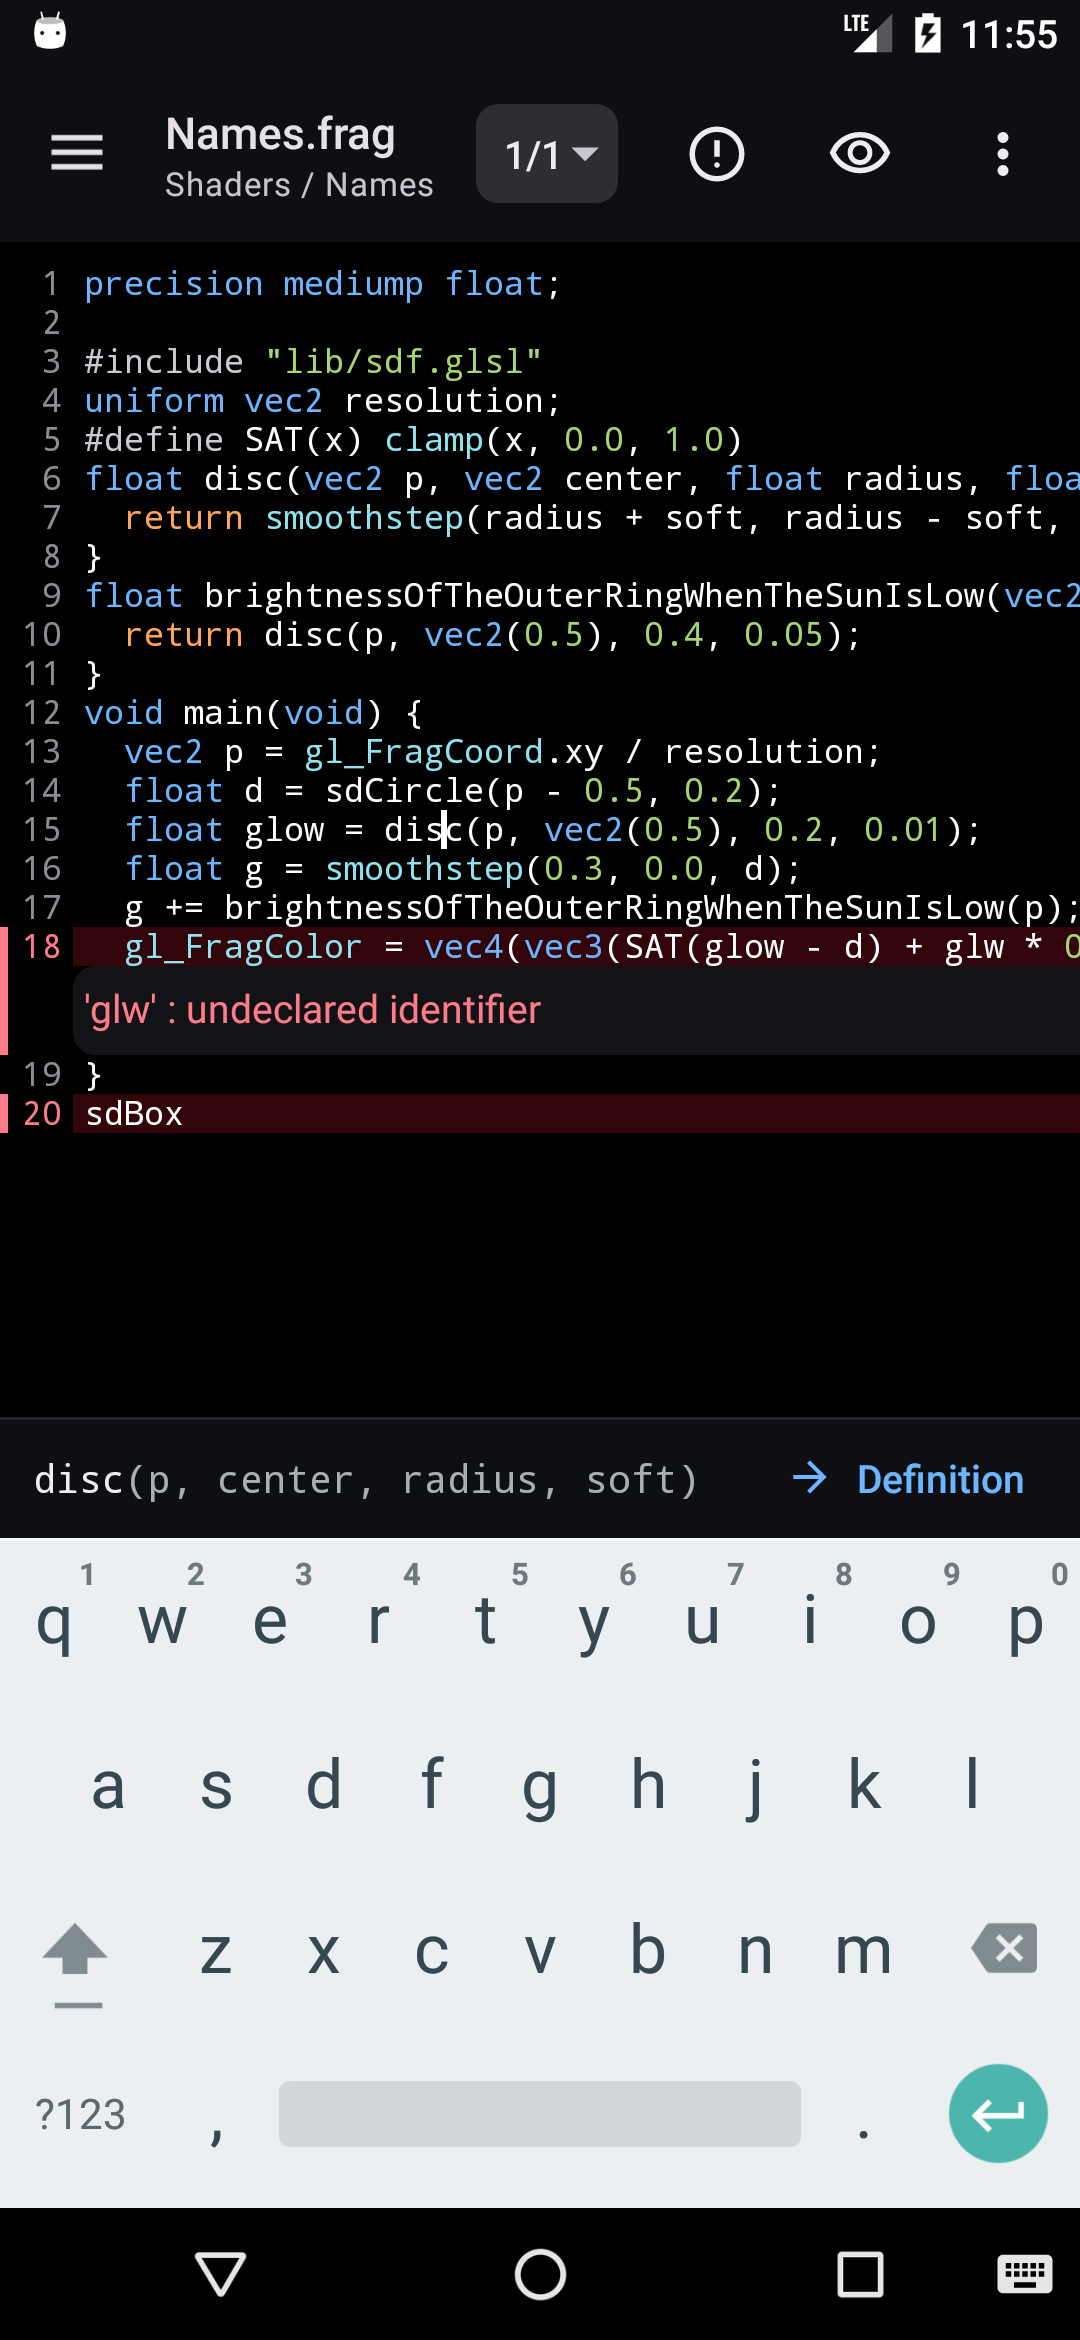 LTE 11:55
Names.frag
Shaders / Names
1/1
1 precision mediump float;
2
3 #include "lib/sdf.glsl"
4 uniform vec2 resolution;
5 #define SAT(x) clamp(x, 0.0, 1.0)
6 float disc(vec2 p, vec2 center, float radius, floa
7 return smoothstep(radius + soft, radius - soft,
8 }
9 float brightnessOfTheOuterRingWhenTheSunIsLow(vec2
10 return disc(p, vec2(0.5), 0.4, 0.05);
11 }
12 void main(void) {
13 vec2 p = gl_FragCoord.xy / resolution;
14 float d = sdCircle(p - 0.5, 0.2);
15 float glow = disc(p, vec2(0.5), 0.2, 0.01);
16 float g = smoothstep(0.3, 0.0, d);
17 g += brightnessOfTheOuterRingWhenTheSunIsLow(p);
18 gl_FragColor = vec4(vec3(SAT(glow - d) + glw * 0
'glw' : undeclared identifier
19 }
20 sdBox
disc(p, center, radius, soft) Definition
1 2 3 4 5 6 7 8 9 0
q w e r t y u i o p
a s d f g h j k l
z x c v b n m
?123 , .